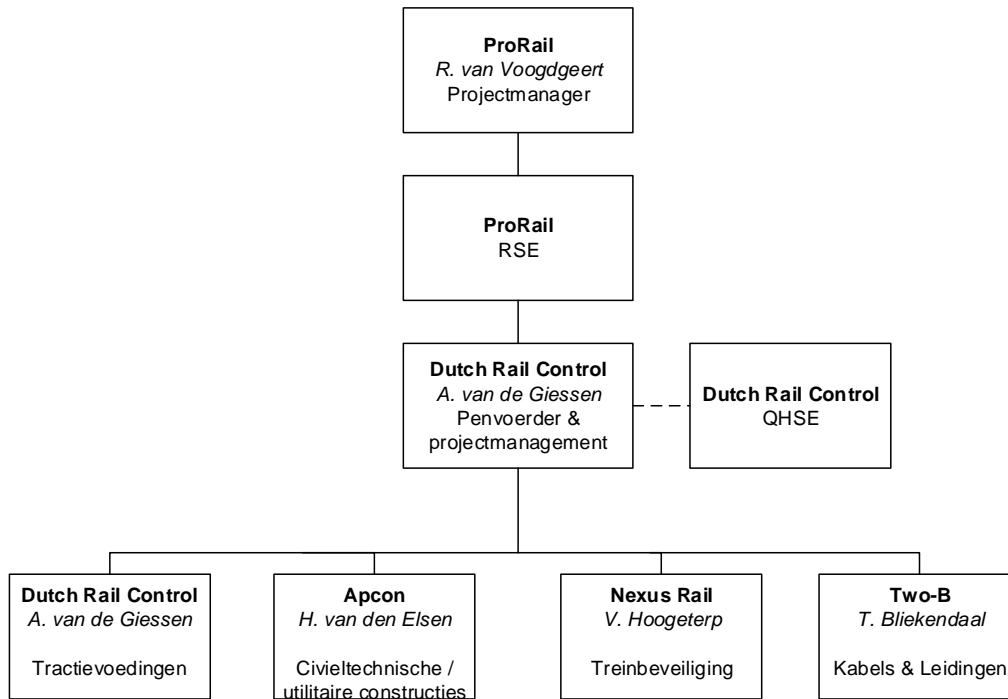 ProRail
R. van Voogdgeert
Projectmanager
ProRail
RSE
Dutch Rail Control
A. van de Giessen
Penvoerder &
projectmanagement
Dutch Rail Control
QHSE
Dutch Rail Control
A. van de Giessen
Tractievoedingen
Apcon
H. van den Elsen
Civieltechnische /
utilitaire constructies
Nexus Rail
V. Hoogeterp
Treinbeveiliging
Two-B
T. Bliekendaal
Kabels & Leidingen